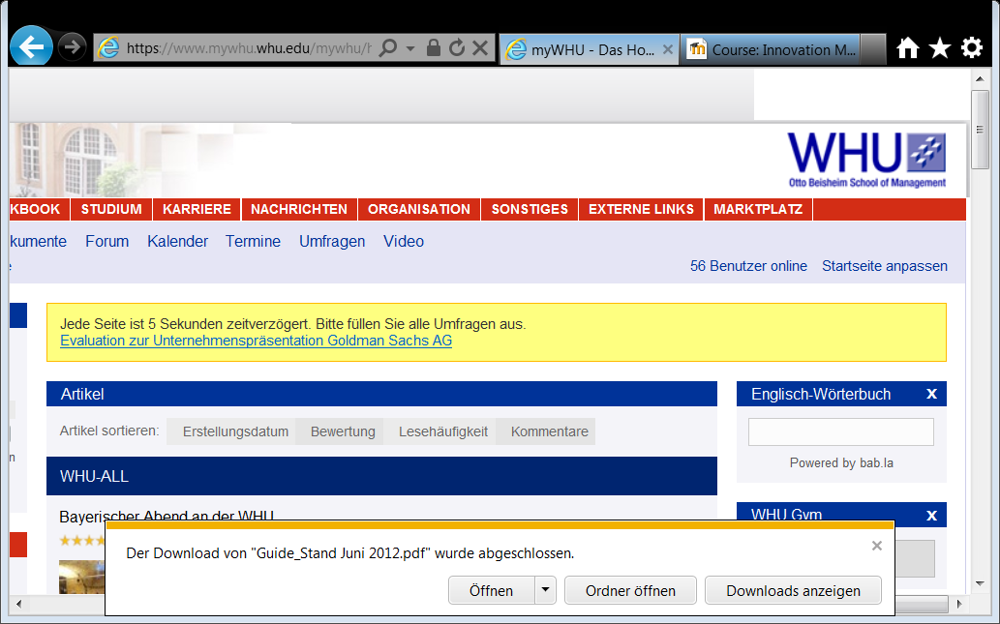 https://www.mywhu.whu.edu/mywhu/h
myWHU - Das Ho...
Course: Innovation M...
WHU
Otto Beisheim School of Management
KBOOK STUDIUM KARRIERE NACHRICHTEN ORGANISATION SONSTIGES EXTERNE LINKS MARKTPLATZ
kumente Forum Kalender Termine Umfragen Video
56 Benutzer online Startseite anpassen
Jede Seite ist 5 Sekunden zeitverzögert. Bitte füllen Sie alle Umfragen aus.
Evaluation zur Unternehmenspräsentation Goldman Sachs AG
Artikel
Artikel sortieren: Erstellungsdatum Bewertung Lesehäufigkeit Kommentare
WHU-ALL
Bayerischer Abend an der WHU
Englisch-Wörterbuch x
Powered by bab.la
WHU Gym x
Der Download von "Guide_Stand Juni 2012.pdf" wurde abgeschlossen.
Öffnen Ordner öffnen Downloads anzeigen